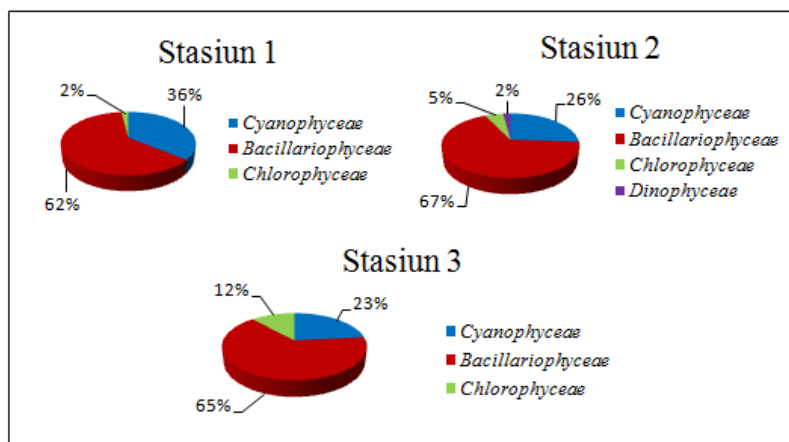 Stasiun 1
2%
36%
62%
Cyanophyceae
Bacillariophyceae
Chlorophyceae
Stasiun 2
5%
2%
26%
67%
Cyanophyceae
Bacillariophyceae
Chlorophyceae
Dinophyceae
Stasiun 3
12%
23%
65%
Cyanophyceae
Bacillariophyceae
Chlorophyceae